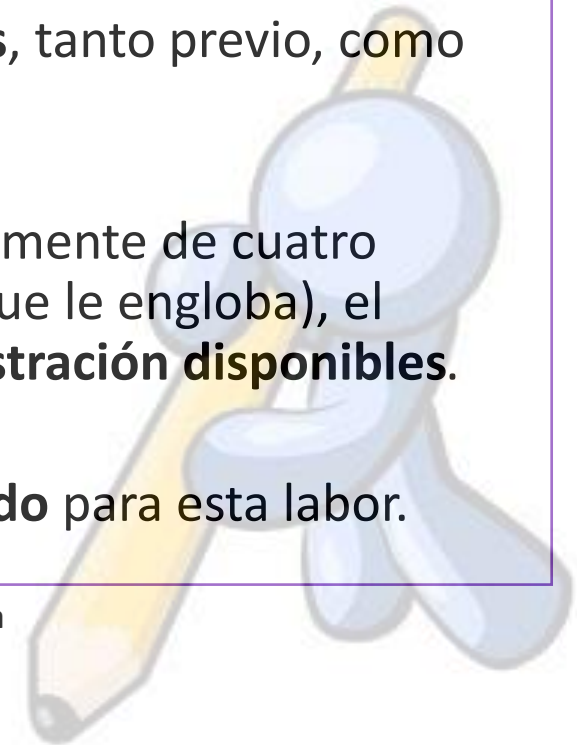 s, tanto previo, como
mente de cuatro
ue le engloba), el
stración disponibles.
do para esta labor.